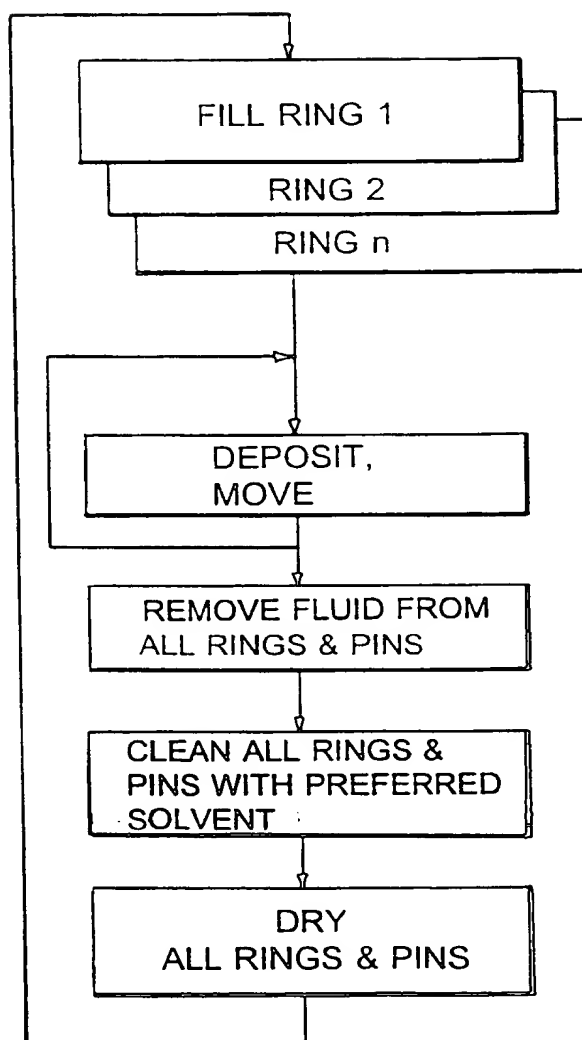 FILL RING 1
RING 2
RING n
DEPOSIT,
MOVE
REMOVE FLUID FROM
ALL RINGS & PINS
CLEAN ALL RINGS &
PINS WITH PREFERRED
SOLVENT
DRY
ALL RINGS & PINS